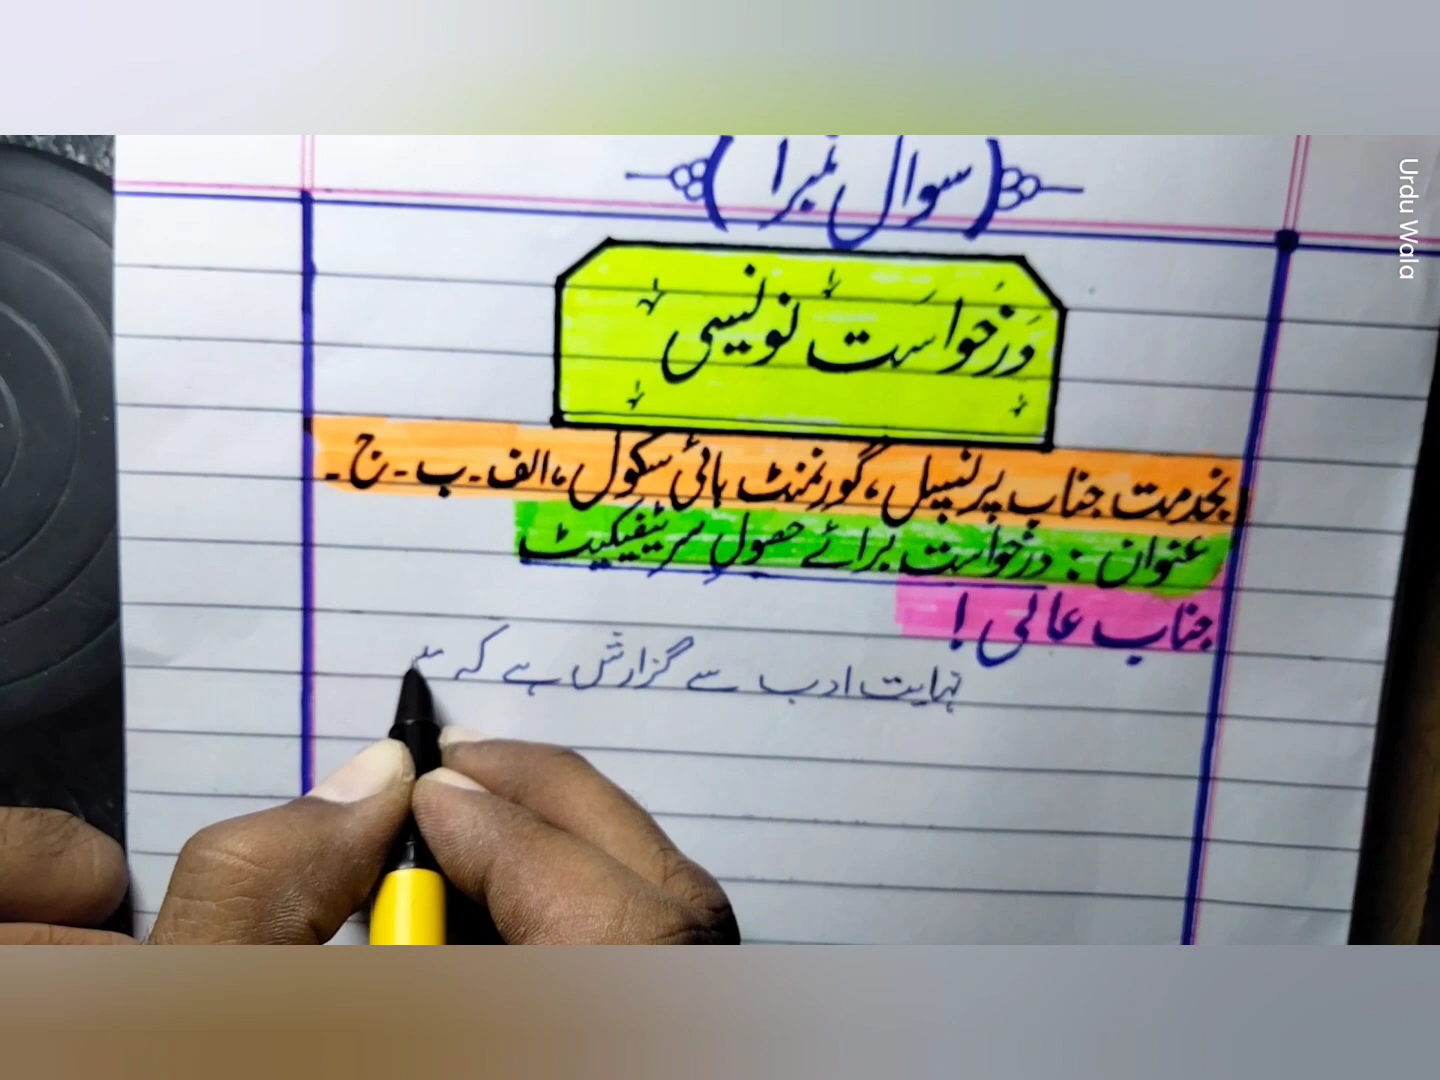 (سوال نمبر ۱)
درخواست نویسی
بخدمت جناب پرنسپل، گورنمنٹ ہائی سکول، الف۔ب۔ج۔
عنوان : درخواست برائے حصول سرٹیفیکیٹ
جناب عالی !
نہایت ادب سے گزارش ہے کہ
Urdu Wala